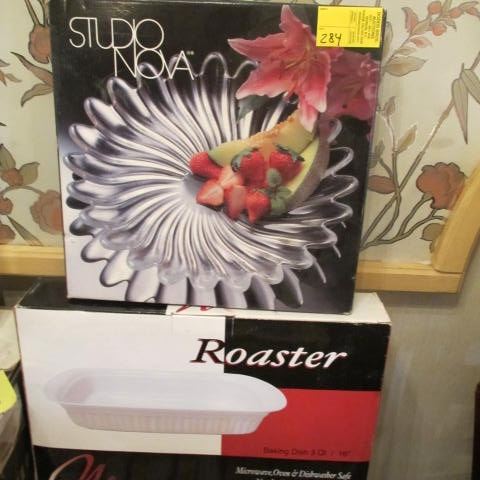 STUDIO
NOVA
284
Roaster
Baking Dish 3 Qt / 16"
Microwave, Oven & Dishwasher Safe